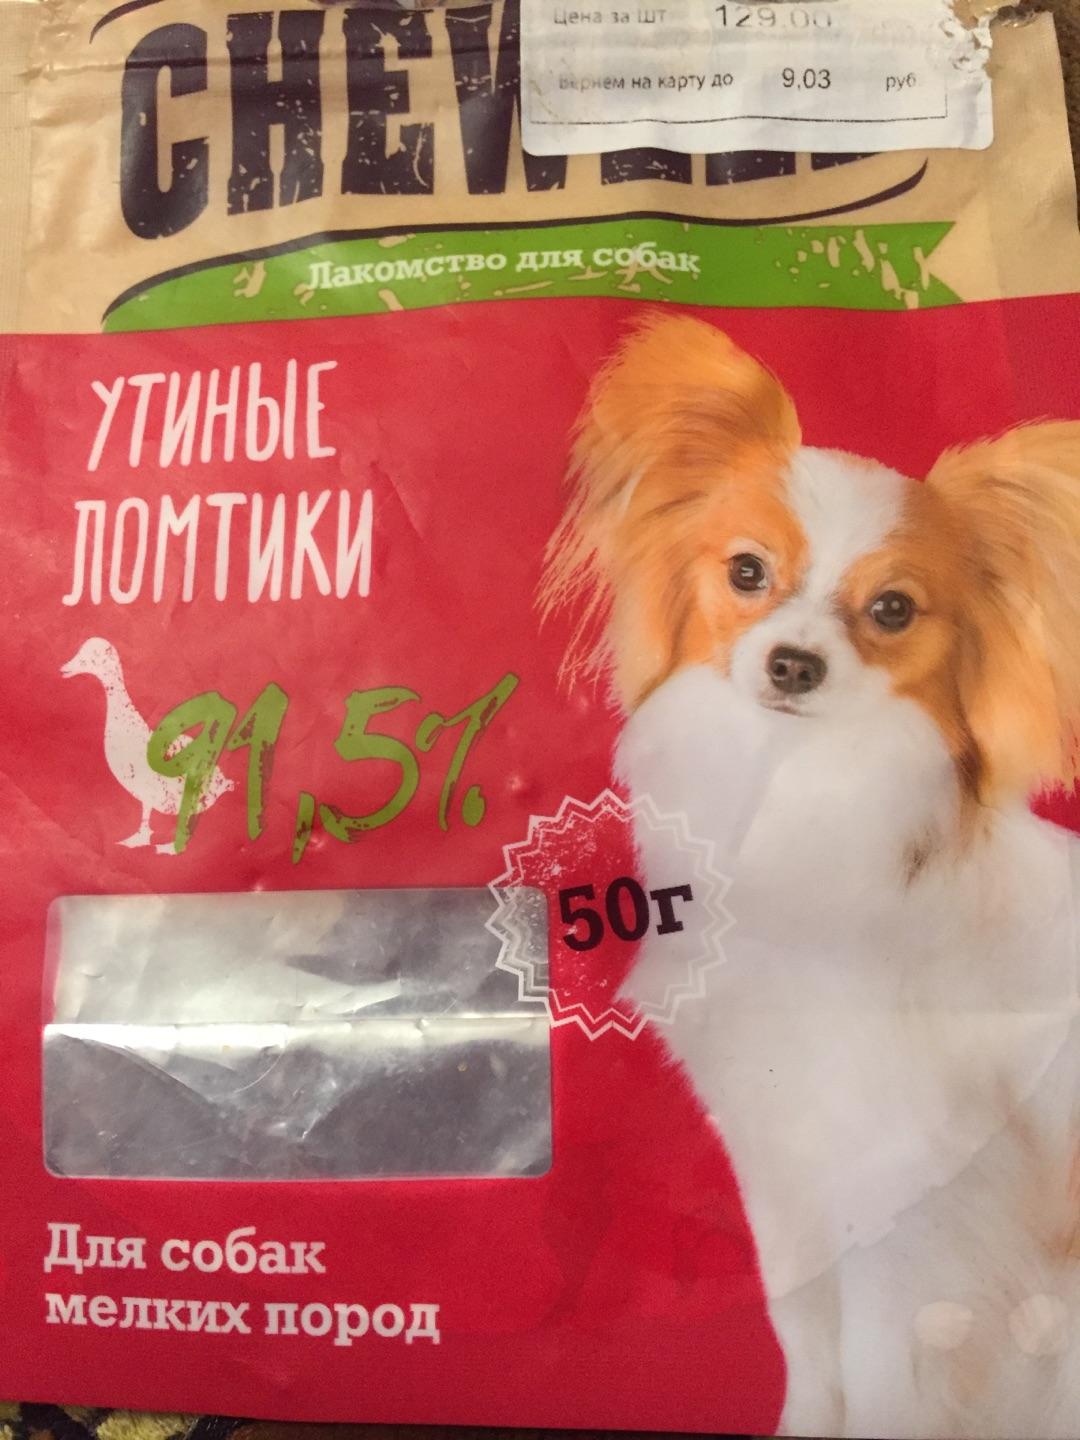 Цена за шт 129.00
Вернем на карту до 9,03 руб.
Лакомство для собак
УТИНЫЕ
ЛОМТИКИ
91,5%
50г
Для собак
мелких пород